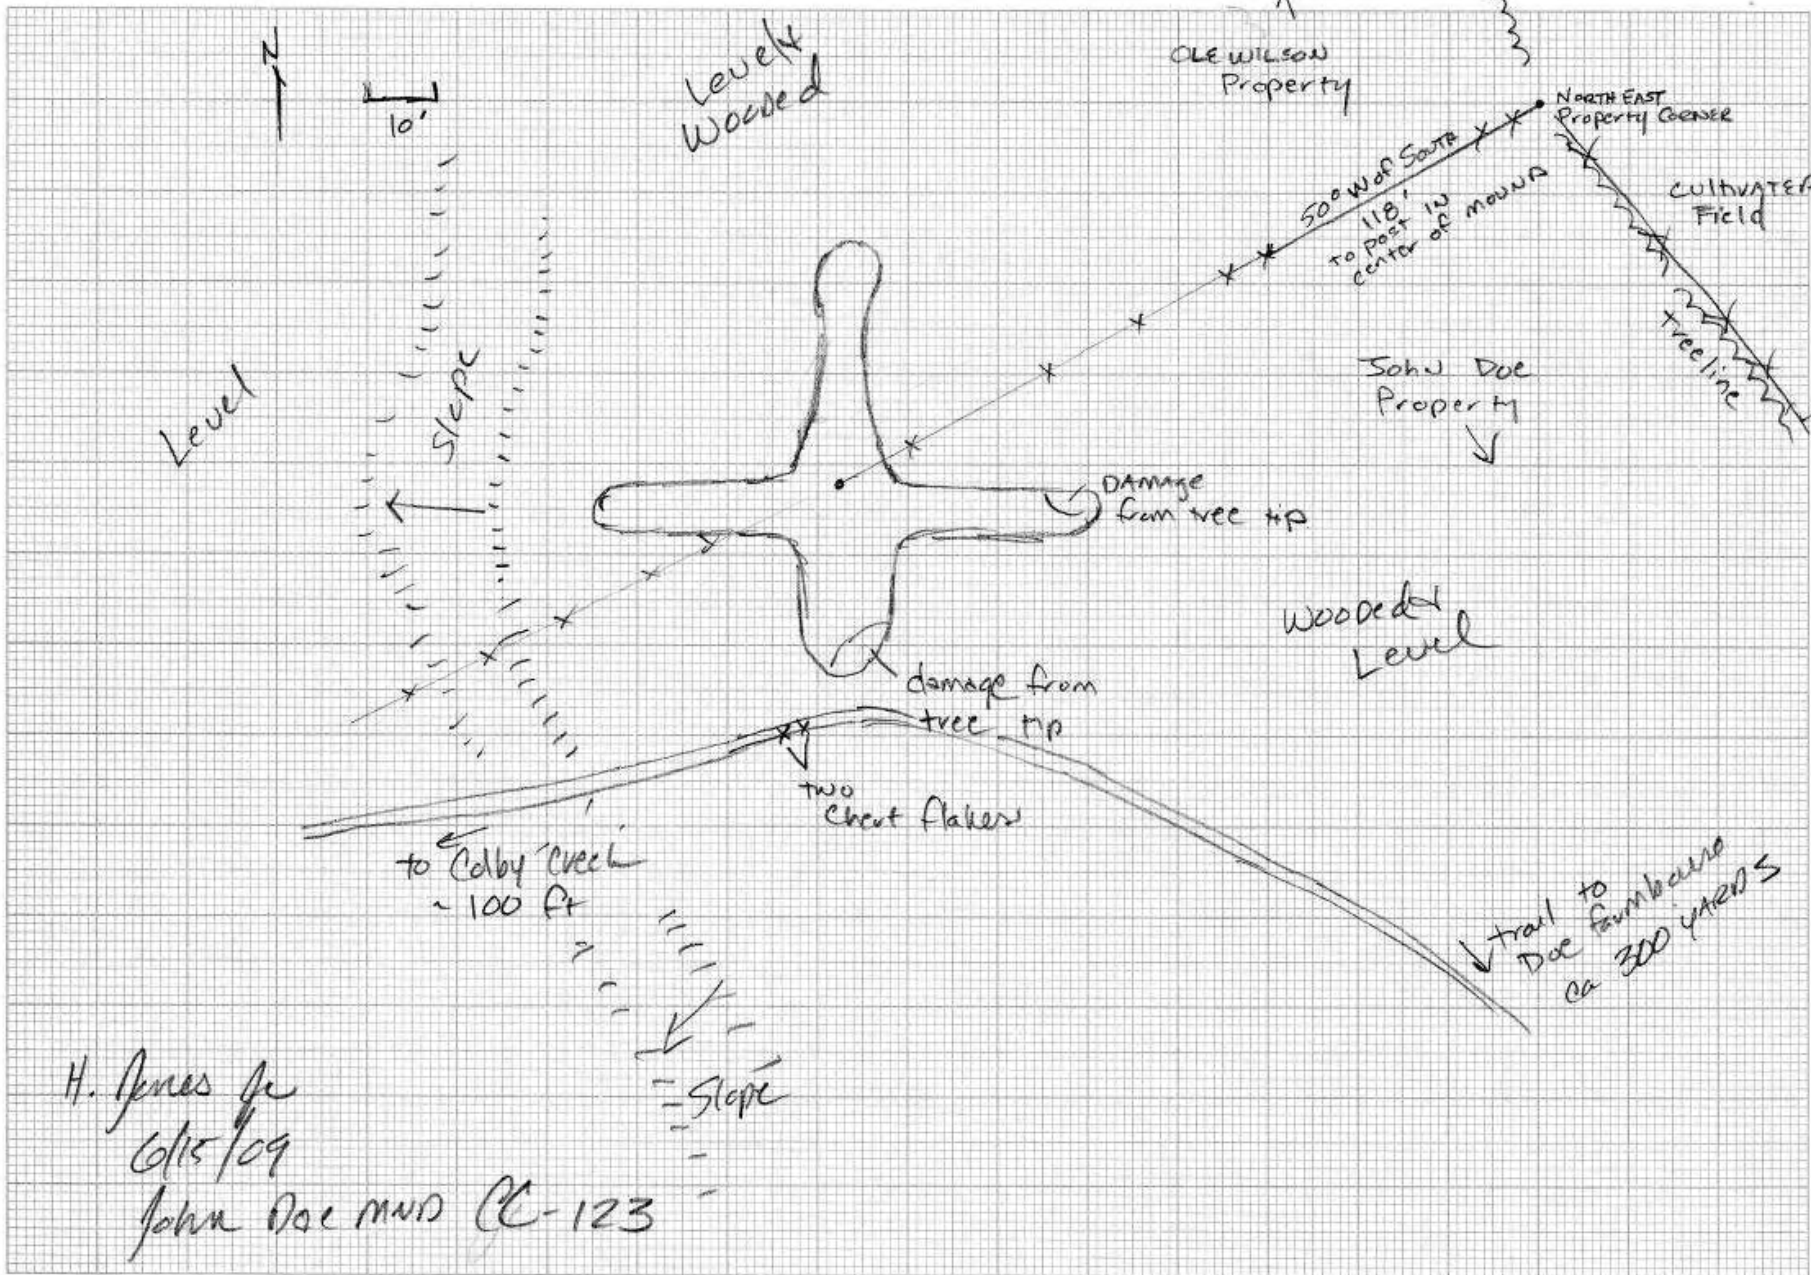 N
10'
Level &
Wooded
OLE WILSON
Property
NORTH EAST
Property CORNER
50° W of South
118'
to post IN
center of mound
CULTIVATED
Field
treeline
John Doe
Property
Level
Slope
DAMAGE
from tree tip
Wooded &
Level
damage from
tree tip
two
Chert flakes
to Colby Creek
~ 100 ft
trail to
Doe farmhouse
ca 300 YARDS
Slope
H.
6/15/09
John Doe MND CC-123